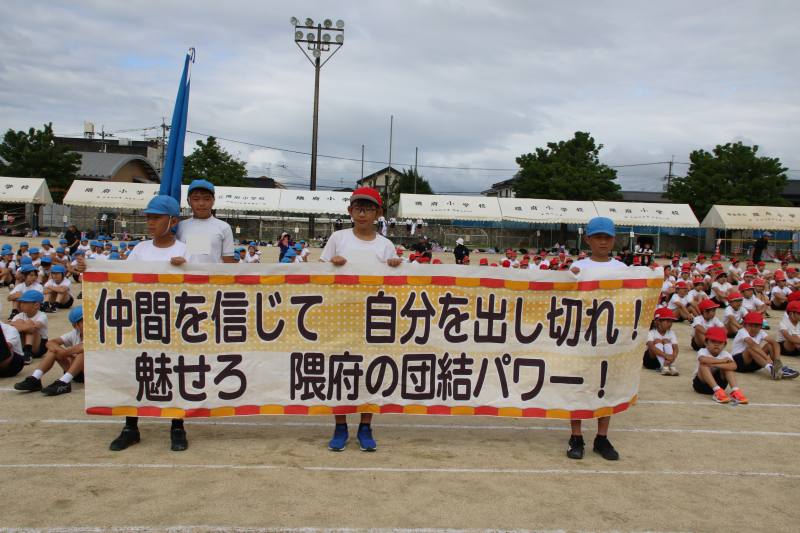 仲間を信じて 自分を出し切れ！
魅せろ 隈府の団結パワー！